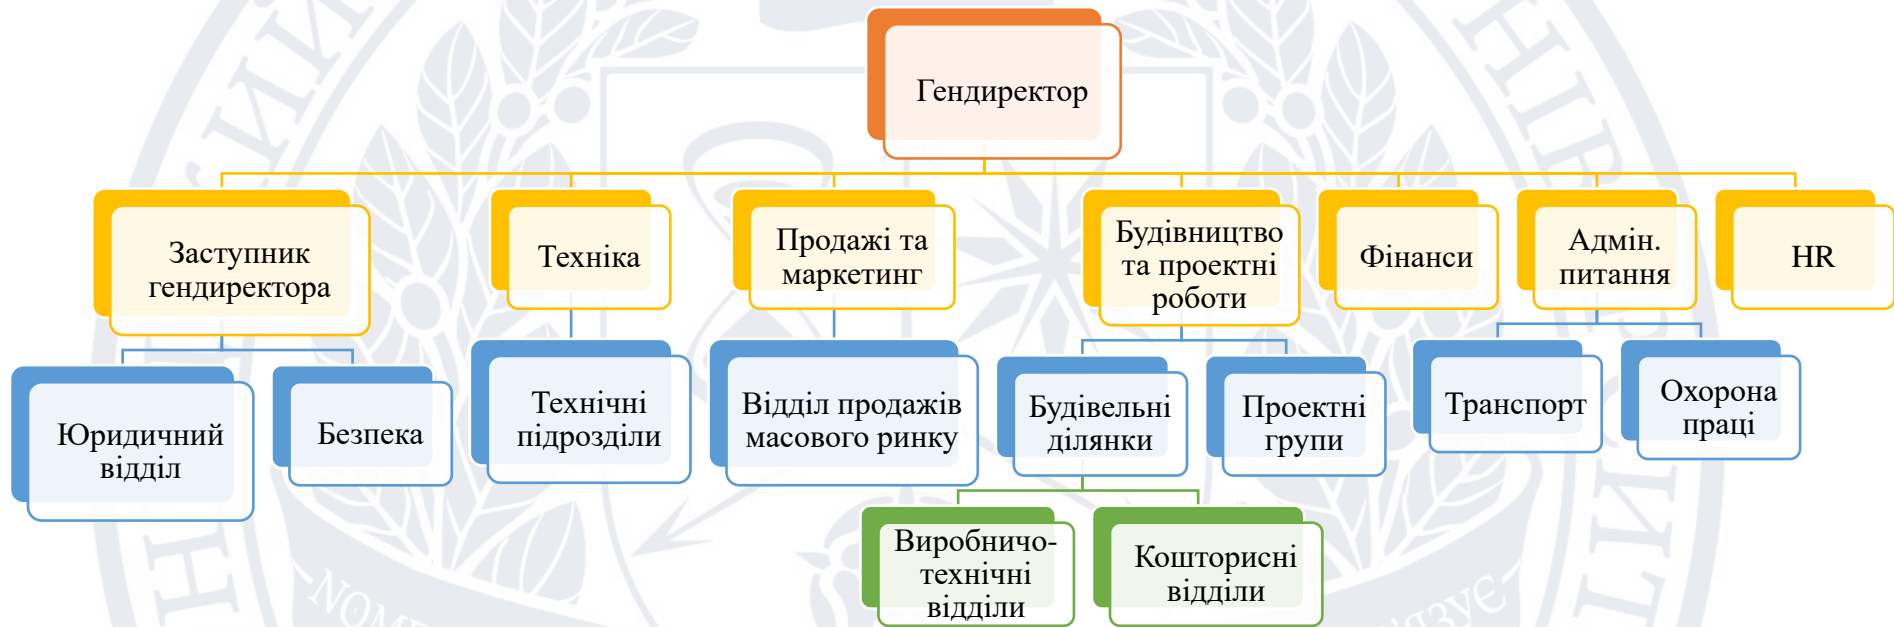 Гендиректор
Заступник
гендиректора
Техніка
Продажі та
маркетинг
Будівництво
та проектні
роботи
Фінанси
Адмін.
питання
HR
Юридичний
відділ
Безпека
Технічні
підрозділи
Відділ продажів
масового ринку
Будівельні
ділянки
Проектні
групи
Транспорт
Охорона
праці
Виробничо-
технічні
відділи
Кошторисні
відділи